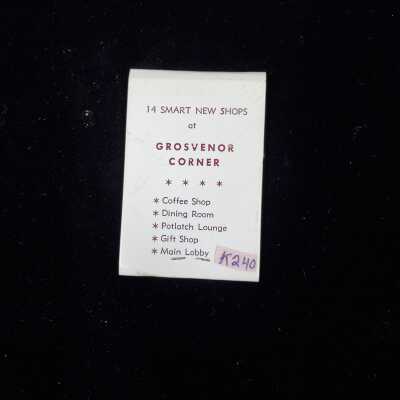 14 SMART NEW SHOPS
at
GROSVENOR
CORNER
* * * *
* Coffee Shop
* Dining Room
* Potlatch Lounge
* Gift Shop
* Main Lobby
K240